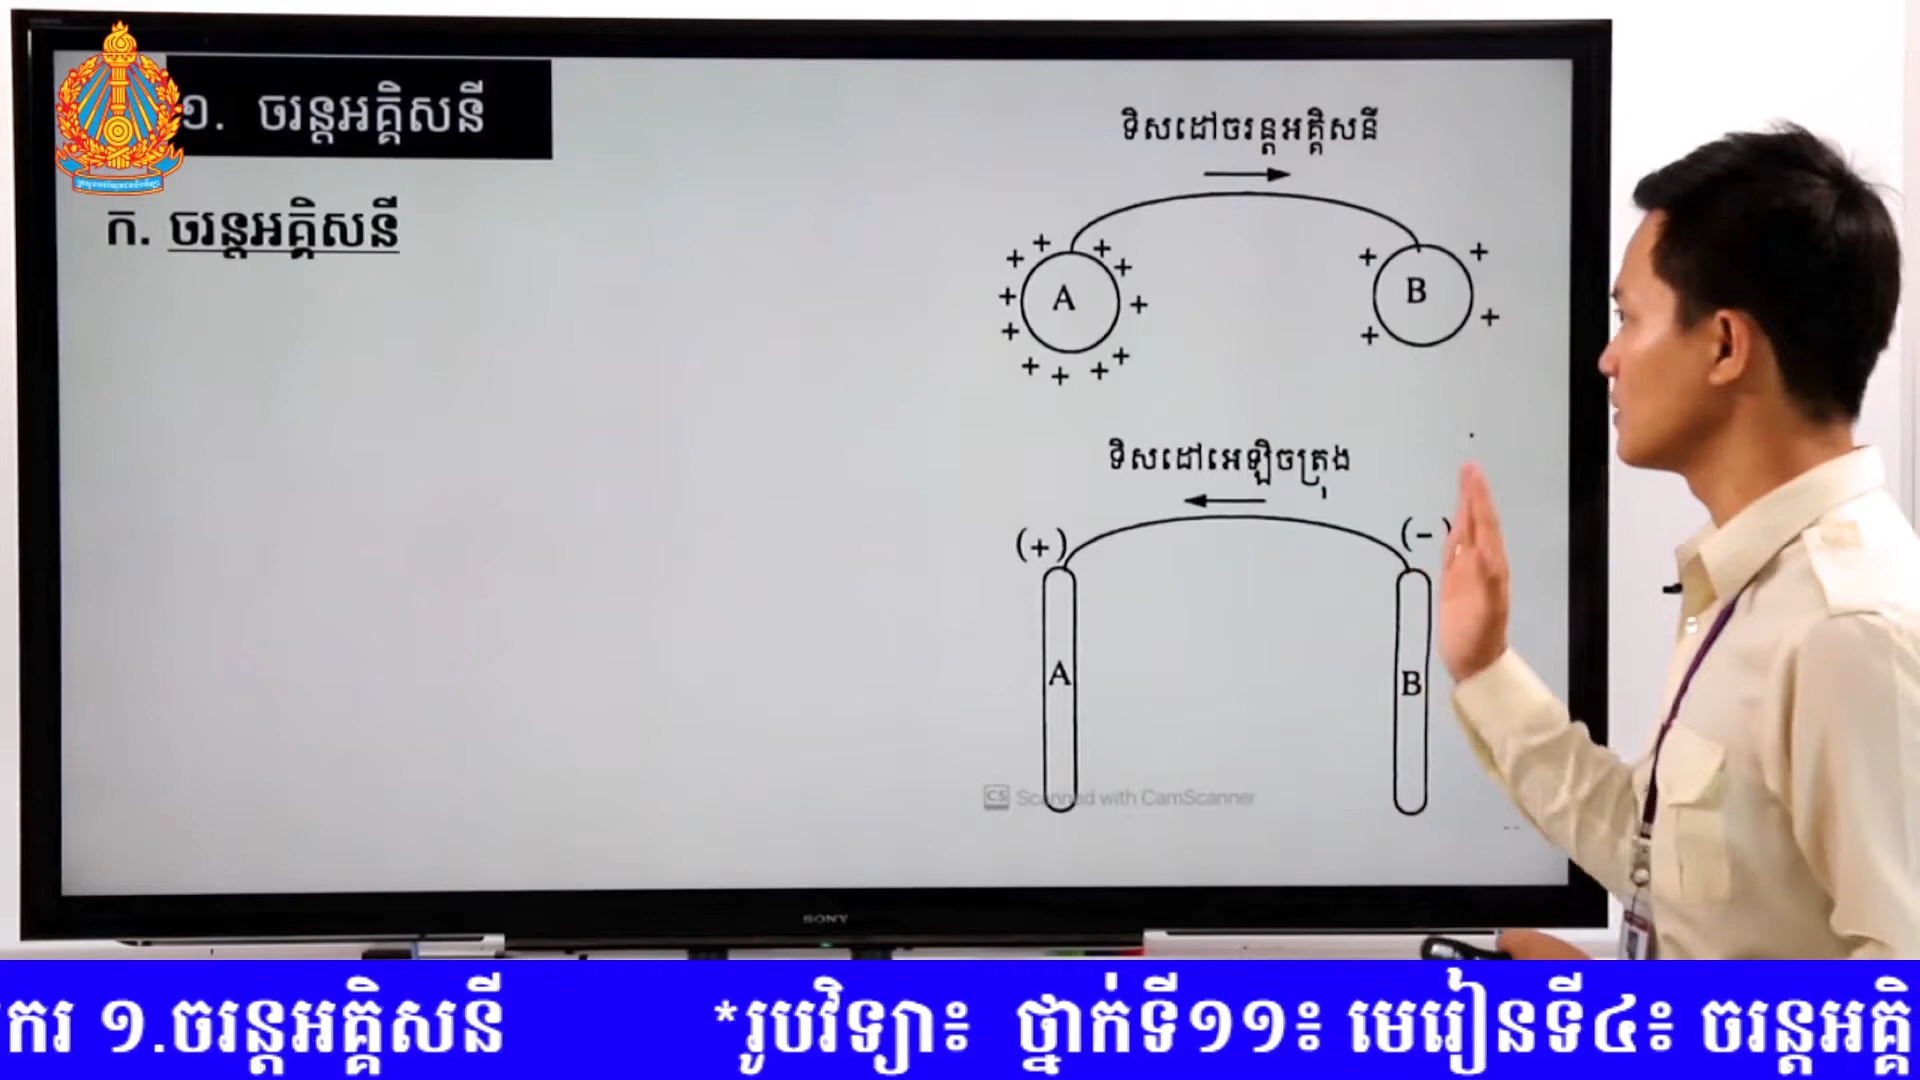 ១. ចរន្តអគ្គិសនី
ក. ចរន្តអគ្គិសនី
ទិសដៅចរន្តអគ្គិសនី
A
B
ទិសដៅអេឡិចត្រុង
(+)
(-)
A
B
CS Scanned with CamScanner
SONY
ករ ១.ចរន្តអគ្គិសនី *រូបវិទ្យា៖ ថ្នាក់ទី១១៖ មេរៀនទី៤៖ ចរន្តអគ្គិ